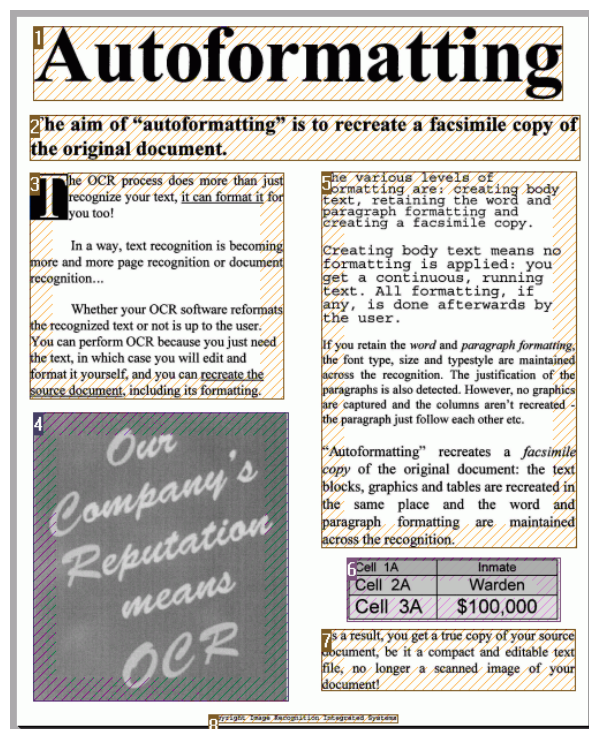 1
Autoformatting
2
The aim of “autoformatting” is to recreate a facsimile copy of
the original document.
3
The OCR process does more than just
recognize your text, it can format it for
you too!
In a way, text recognition is becoming
more and more page recognition or document
recognition...
Whether your OCR software reformats
the recognized text or not is up to the user.
You can perform OCR because you just need
the text, in which case you will edit and
format it yourself, and you can recreate the
source document, including its formatting.
4
Our
Company's
Reputation
means
OCR
5
The various levels of
formatting are: creating body
text, retaining the word and
paragraph formatting and
creating a facsimile copy.
Creating body text means no
formatting is applied: you
get a continuous, running
text. All formatting, if
any, is done afterwards by
the user.
If you retain the word and paragraph formatting,
the font type, size and typestyle are maintained
across the recognition. The justification of the
paragraphs is also detected. However, no graphics
are captured and the columns aren't recreated -
the paragraph just follow each other etc.
“Autoformatting” recreates a facsimile
copy of the original document: the text
blocks, graphics and tables are recreated in
the same place and the word and
paragraph formatting are maintained
across the recognition.
6
Cell 1A Inmate
Cell 2A Warden
Cell 3A $100,000
7
As a result, you get a true copy of your source
document, be it a compact and editable text
file, no longer a scanned image of your
document!
8
Copyright Image Recognition Integrated Systems